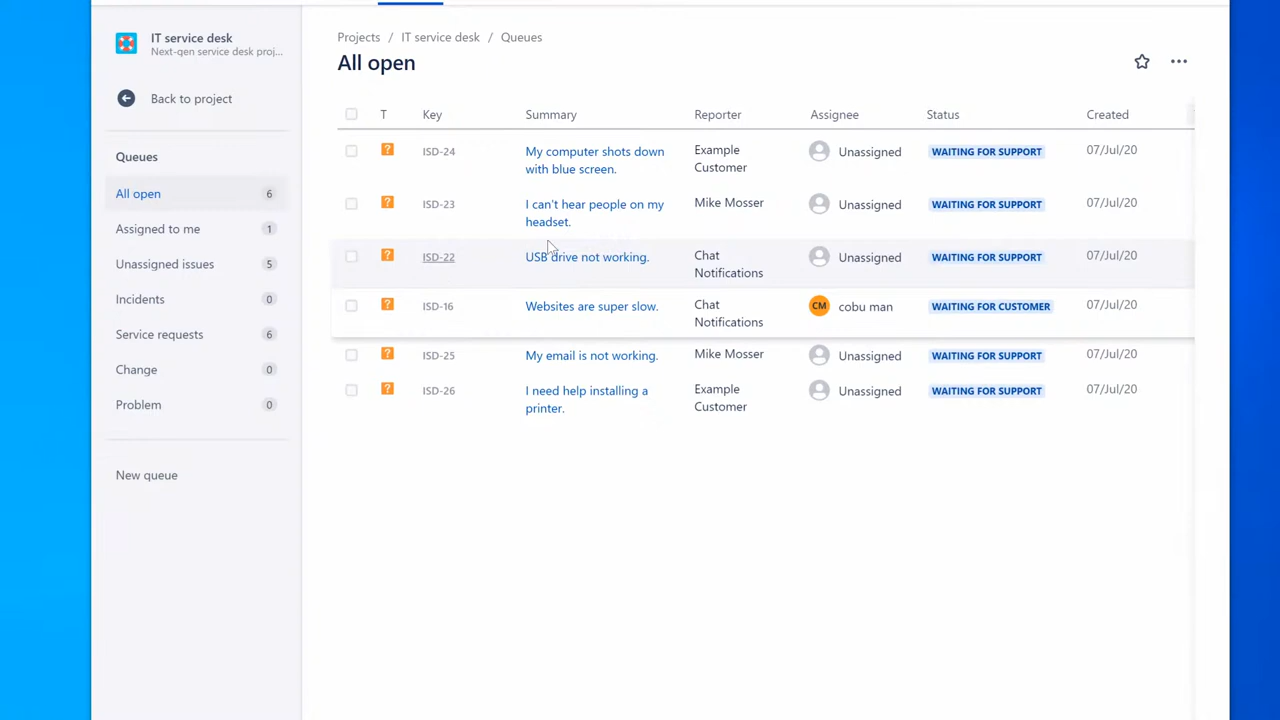 IT service desk
Next-gen service desk proj...
Back to project
Queues
All open 6
Assigned to me 1
Unassigned issues 5
Incidents 0
Service requests 6
Change 0
Problem 0
New queue
Projects / IT service desk / Queues
All open
T Key Summary Reporter Assignee Status Created
ISD-24 My computer shots down with blue screen. Example Customer Unassigned WAITING FOR SUPPORT 07/Jul/20
ISD-23 I can't hear people on my headset. Mike Mosser Unassigned WAITING FOR SUPPORT 07/Jul/20
ISD-22 USB drive not working. Chat Notifications Unassigned WAITING FOR SUPPORT 07/Jul/20
ISD-16 Websites are super slow. Chat Notifications CM cobu man WAITING FOR CUSTOMER 07/Jul/20
ISD-25 My email is not working. Mike Mosser Unassigned WAITING FOR SUPPORT 07/Jul/20
ISD-26 I need help installing a printer. Example Customer Unassigned WAITING FOR SUPPORT 07/Jul/20